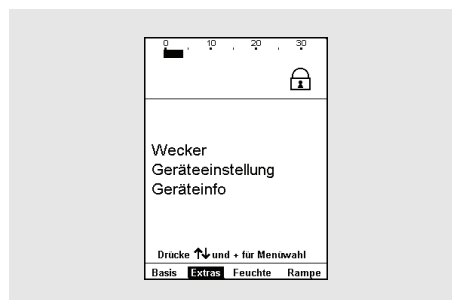 0 10 20 30
Wecker
Geräteeinstellung
Geräteinfo
Drücke ↑↓ und + für Menüwahl
Basis Extras Feuchte Rampe